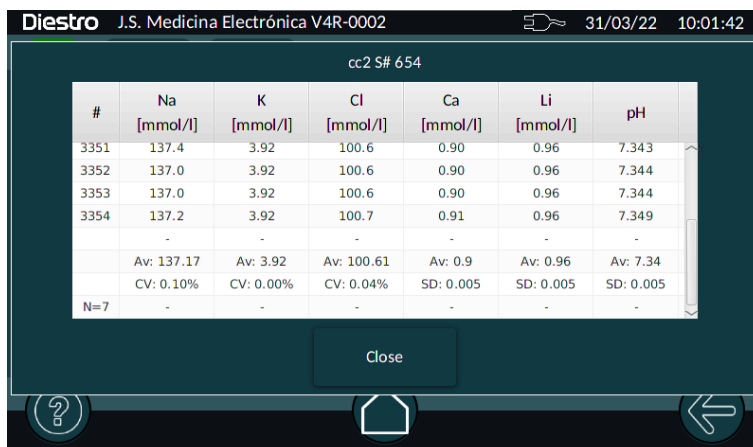 Diestro J.S. Medicina Electrónica V4R-0002 31/03/22 10:01:42
cc2 S# 654
# Na [mmol/l] K [mmol/l] Cl [mmol/l] Ca [mmol/l] Li [mmol/l] pH
3351 137.4 3.92 100.6 0.90 0.96 7.343
3352 137.0 3.92 100.6 0.90 0.96 7.344
3353 137.0 3.92 100.6 0.90 0.96 7.344
3354 137.2 3.92 100.7 0.91 0.96 7.349
- - - - - -
Av: 137.17 Av: 3.92 Av: 100.61 Av: 0.9 Av: 0.96 Av: 7.34
CV: 0.10% CV: 0.00% CV: 0.04% SD: 0.005 SD: 0.005 SD: 0.005
N=7 - - - - - -
Close
?